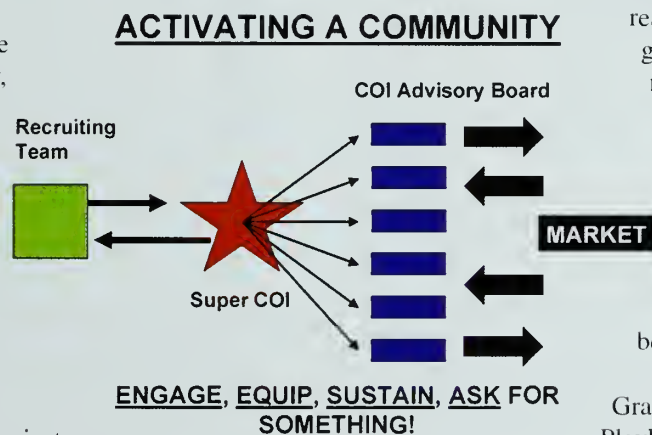 ACTIVATING A COMMUNITY
COI Advisory Board
Recruiting
Team
MARKET
Super COI
ENGAGE, EQUIP, SUSTAIN, ASK FOR
SOMETHING!